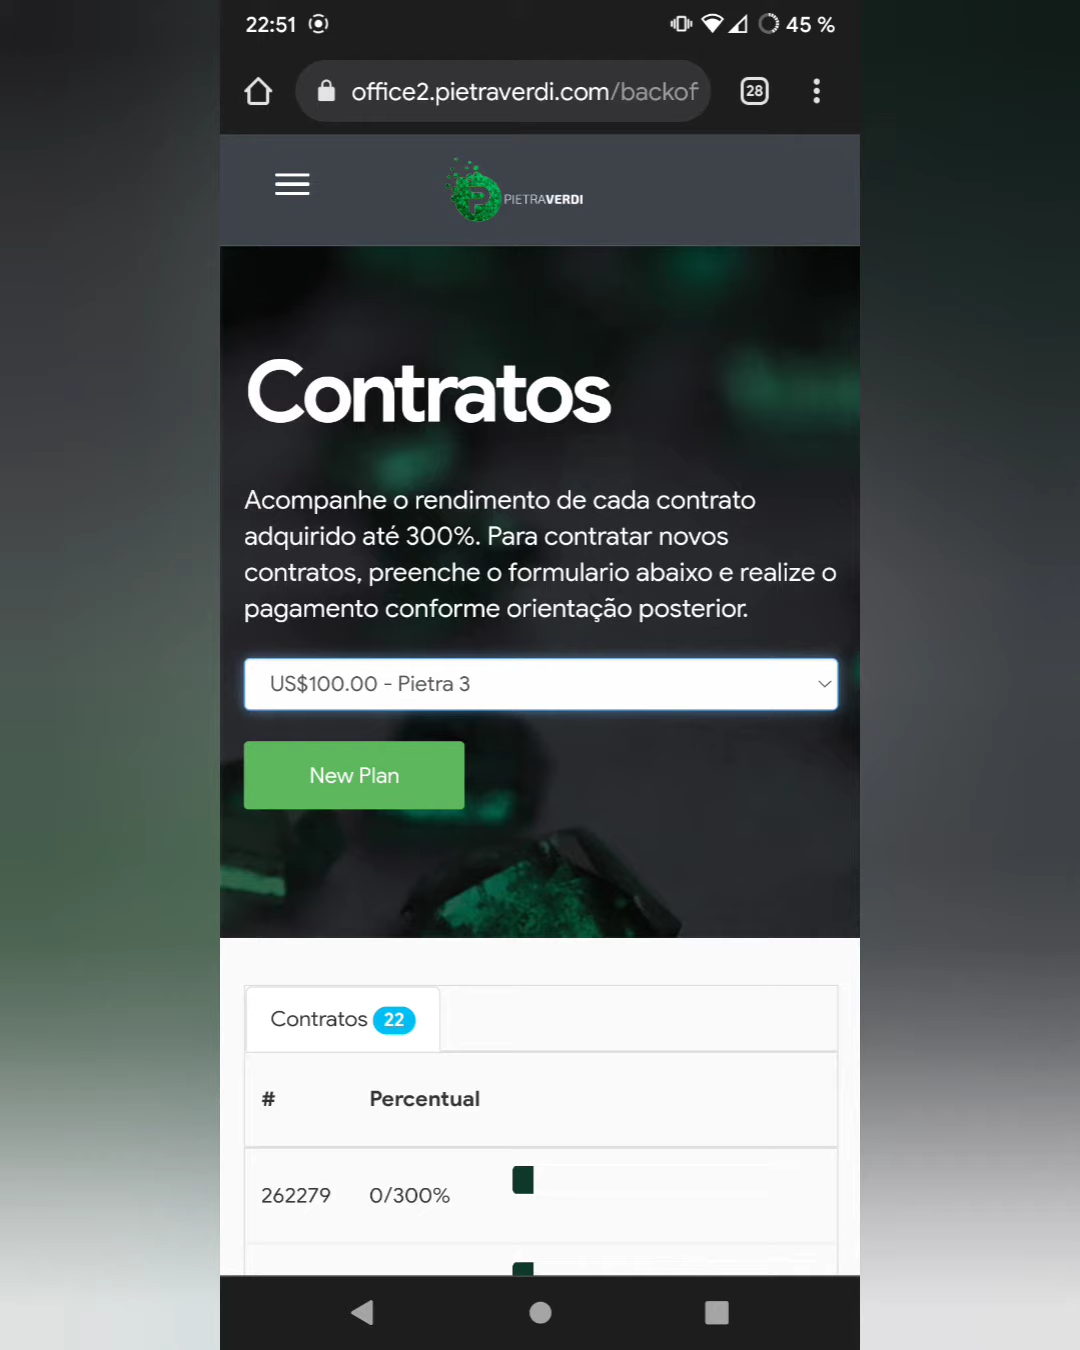 22:51
45 %
office2.pietraverdi.com/backof
28
PIETRAVERDI
Contratos
Acompanhe o rendimento de cada contrato
adquirido até 300%. Para contratar novos
contratos, preenche o formulario abaixo e realize o
pagamento conforme orientação posterior.
US$100.00 - Pietra 3
New Plan
Contratos 22
# Percentual
262279 0/300%